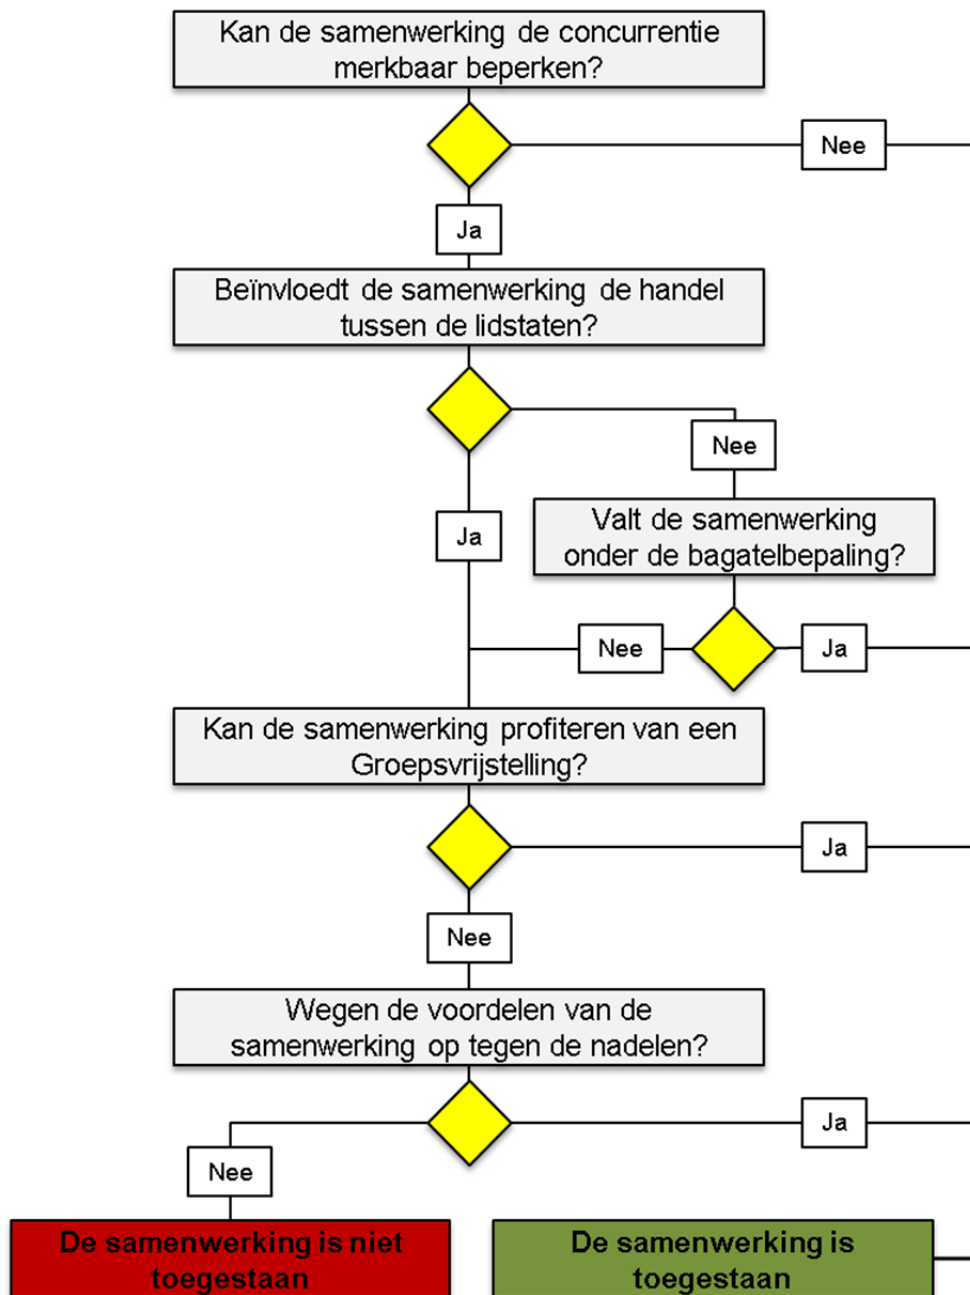 Kan de samenwerking de concurrentie
merkbaar beperken?
Nee
Ja
Beïnvloedt de samenwerking de handel
tussen de lidstaten?
Nee
Ja
Valt de samenwerking
onder de bagatelbepaling?
Nee
Ja
Kan de samenwerking profiteren van een
Groepsvrijstelling?
Ja
Nee
Wegen de voordelen van de
samenwerking op tegen de nadelen?
Ja
Nee
De samenwerking is niet
toegestaan
De samenwerking is
toegestaan